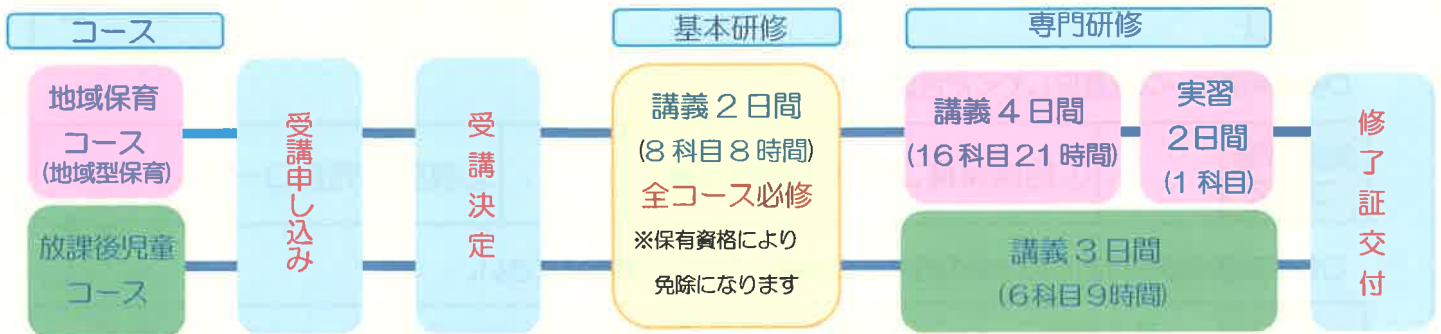 コース
基本研修
専門研修
地域保育
コース
(地域型保育)
放課後児童
コース
受講申し込み
受講決定
講義2日間
(8科目8時間)
全コース必修
※保有資格により
免除になります
講義4日間
(16科目21時間)
実習
2日間
(1科目)
講義3日間
(6科目9時間)
修了証交付